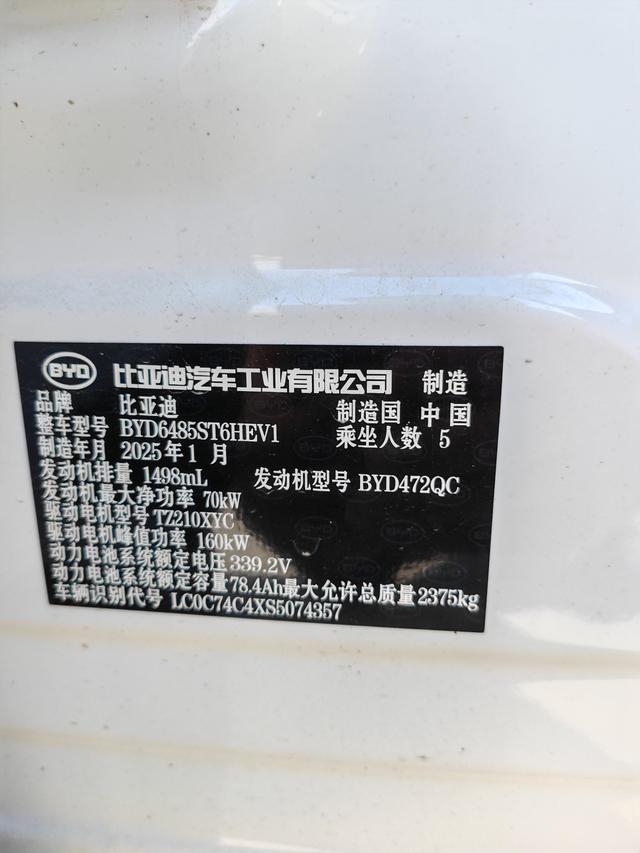 BYD 比亚迪汽车工业有限公司 制造
品牌 比亚迪 制造国 中国
整车型号 BYD6485ST6HEV1 乘坐人数 5
制造年月 2025年1月
发动机排量 1498mL 发动机型号 BYD472QC
发动机最大净功率 70kW
驱动电机型号 TZ210XYC
驱动电机峰值功率 160kW
动力电池系统额定电压 339.2V
动力电池系统额定容量 78.4Ah 最大允许总质量 2375kg
车辆识别代号 LC0C74C4XS5074357